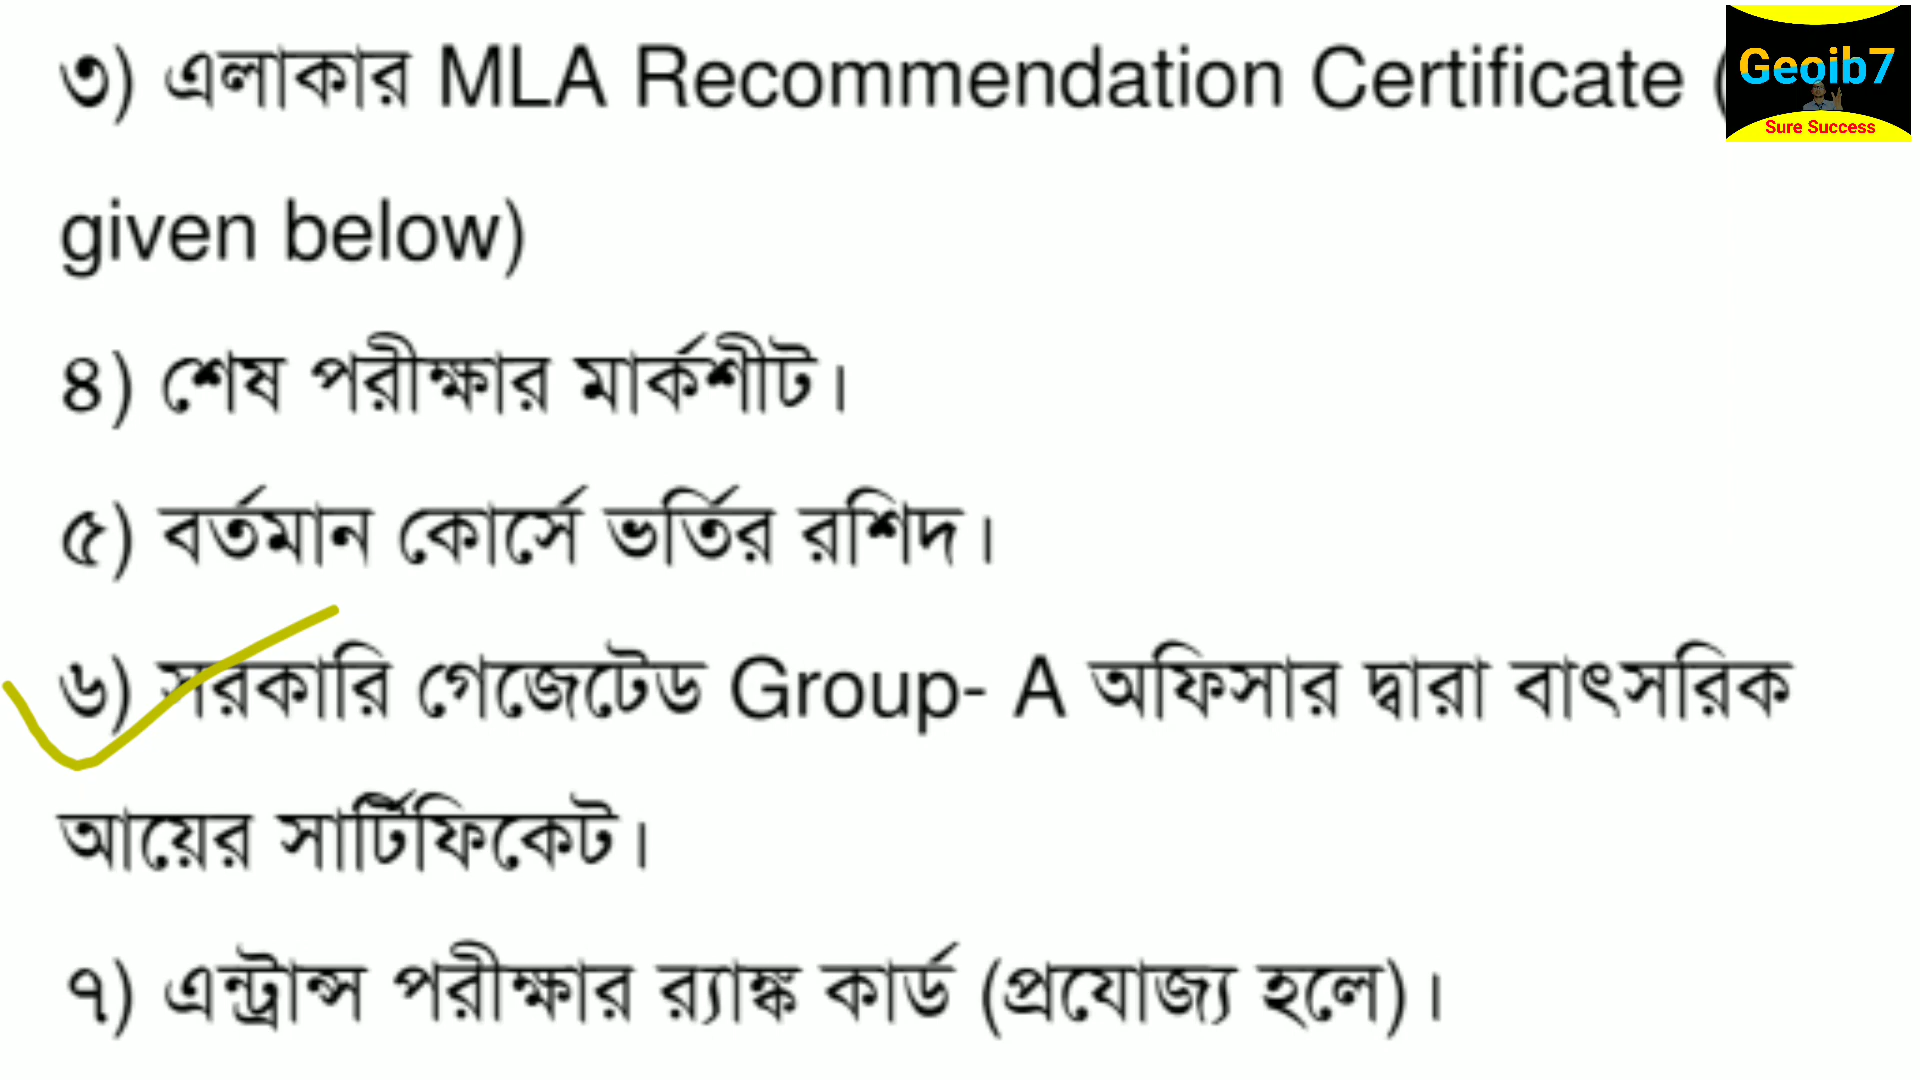 ৩) এলাকার MLA Recommendation Certificate (
given below)
৪) শেষ পরীক্ষার মার্কশীট।
৫) বর্তমান কোর্সে ভর্তির রশিদ।
৬) সরকারি গেজেটেড Group- A অফিসার দ্বারা বাৎসরিক
আয়ের সার্টিফিকেট।
৭) এন্ট্রান্স পরীক্ষার র‍্যাঙ্ক কার্ড (প্রযোজ্য হলে)।
Geoib7
Sure Success